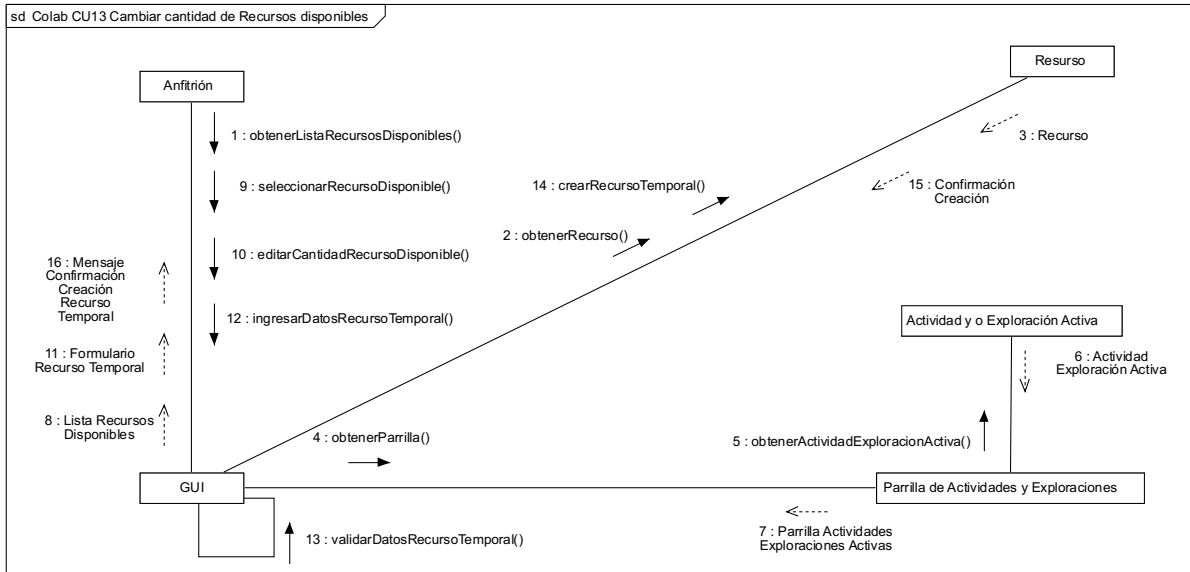 sd Colab CU13 Cambiar cantidad de Recursos disponibles
Anfitrión
Resurso
1 : obtenerListaRecursosDisponibles()
3 : Recurso
9 : seleccionarRecursoDisponible()
14 : crearRecursoTemporal()
15 : Confirmación
Creación
2 : obtenerRecurso()
10 : editarCantidadRecursoDisponible()
16 : Mensaje
Confirmación
Creación
Recurso
Temporal
12 : ingresarDatosRecursoTemporal()
Actividad y o Exploración Activa
11 : Formulario
Recurso Temporal
6 : Actividad
Exploración Activa
8 : Lista Recursos
Disponibles
4 : obtenerParrilla()
5 : obtenerActividadExploracionActiva()
GUI
Parrilla de Actividades y Exploraciones
13 : validarDatosRecursoTemporal()
7 : Parrilla Actividades
Exploraciones Activas